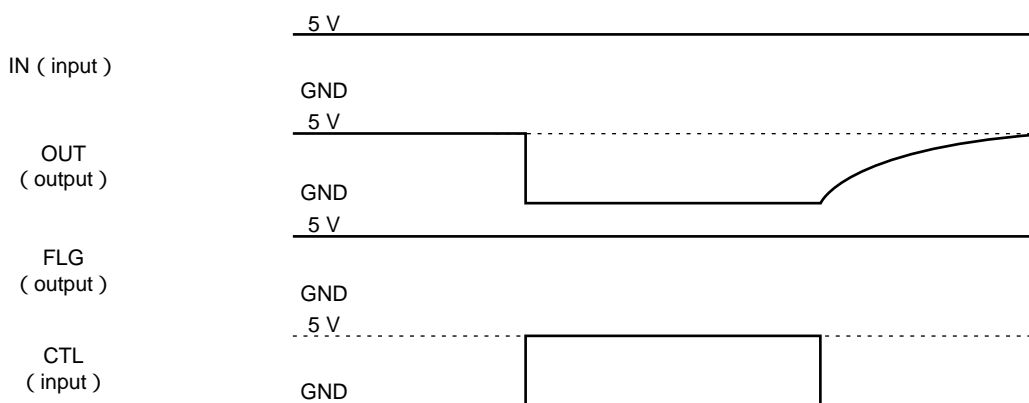 5 V
IN ( input )
GND
5 V
OUT
( output )
GND
5 V
FLG
( output )
GND
5 V
CTL
( input )
GND